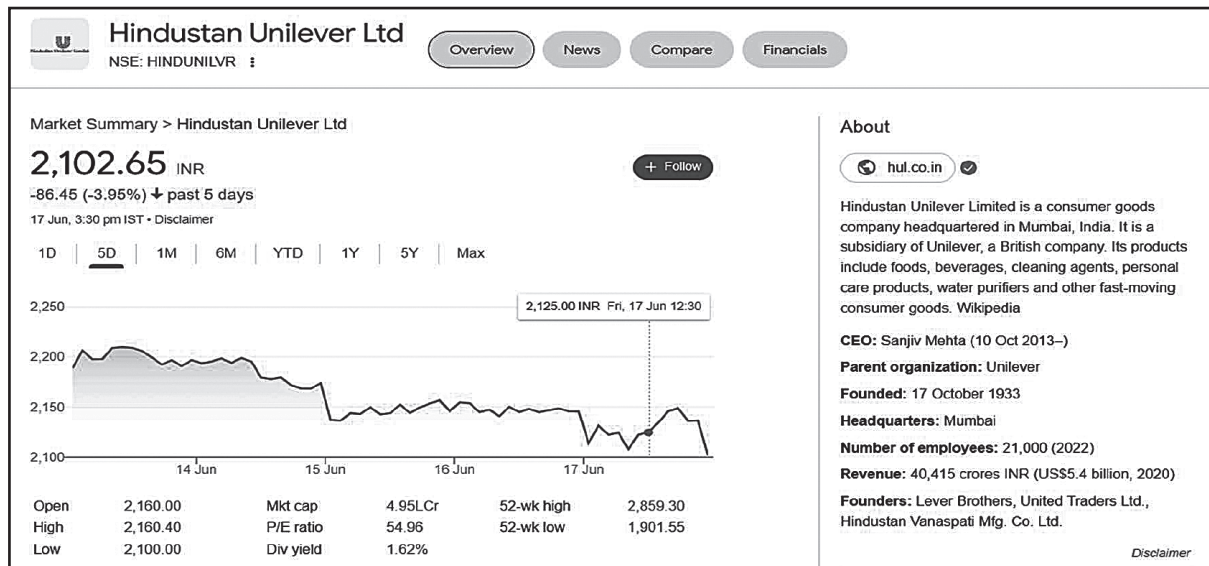 Hindustan Unilever Ltd
NSE: HINDUNILVR
Overview
News
Compare
Financials
Market Summary > Hindustan Unilever Ltd
2,102.65 INR
-86.45 (-3.95%) ↓ past 5 days
17 Jun, 3:30 pm IST • Disclaimer
+ Follow
1D | 5D | 1M | 6M | YTD | 1Y | 5Y | Max
2,125.00 INR Fri, 17 Jun 12:30
2,250
2,200
2,150
2,100
14 Jun 15 Jun 16 Jun 17 Jun
Open 2,160.00 Mkt cap 4.95LCr 52-wk high 2,859.30
High 2,160.40 P/E ratio 54.96 52-wk low 1,901.55
Low 2,100.00 Div yield 1.62%
About
hul.co.in
Hindustan Unilever Limited is a consumer goods
company headquartered in Mumbai, India. It is a
subsidiary of Unilever, a British company. Its products
include foods, beverages, cleaning agents, personal
care products, water purifiers and other fast-moving
consumer goods. Wikipedia
CEO: Sanjiv Mehta (10 Oct 2013–)
Parent organization: Unilever
Founded: 17 October 1933
Headquarters: Mumbai
Number of employees: 21,000 (2022)
Revenue: 40,415 crores INR (US$5.4 billion, 2020)
Founders: Lever Brothers, United Traders Ltd.,
Hindustan Vanaspati Mfg. Co. Ltd.
Disclaimer